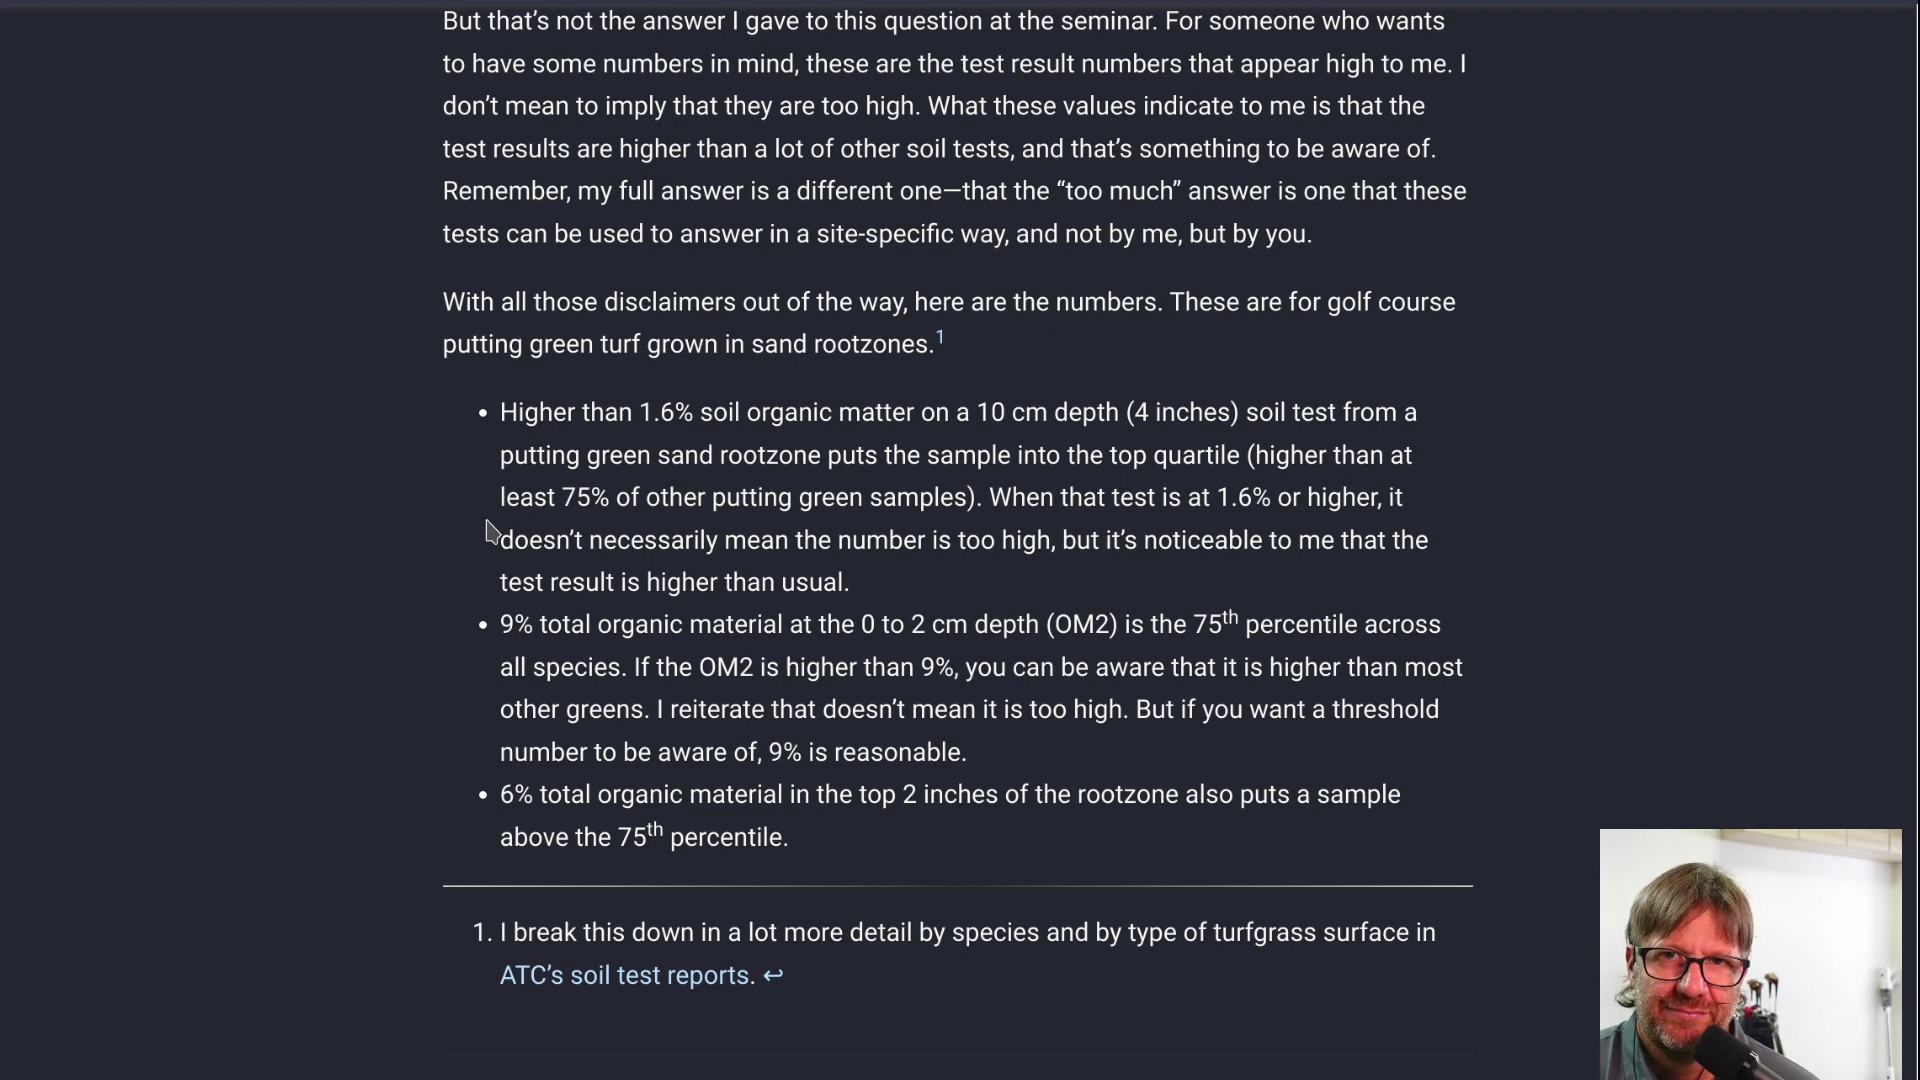 But that’s not the answer I gave to this question at the seminar. For someone who wants
to have some numbers in mind, these are the test result numbers that appear high to me. I
don’t mean to imply that they are too high. What these values indicate to me is that the
test results are higher than a lot of other soil tests, and that’s something to be aware of.
Remember, my full answer is a different one—that the “too much” answer is one that these
tests can be used to answer in a site-specific way, and not by me, but by you.
With all those disclaimers out of the way, here are the numbers. These are for golf course
putting green turf grown in sand rootzones.1
• Higher than 1.6% soil organic matter on a 10 cm depth (4 inches) soil test from a
putting green sand rootzone puts the sample into the top quartile (higher than at
least 75% of other putting green samples). When that test is at 1.6% or higher, it
doesn’t necessarily mean the number is too high, but it’s noticeable to me that the
test result is higher than usual.
• 9% total organic material at the 0 to 2 cm depth (OM2) is the 75th percentile across
all species. If the OM2 is higher than 9%, you can be aware that it is higher than most
other greens. I reiterate that doesn’t mean it is too high. But if you want a threshold
number to be aware of, 9% is reasonable.
• 6% total organic material in the top 2 inches of the rootzone also puts a sample
above the 75th percentile.
1. I break this down in a lot more detail by species and by type of turfgrass surface in
ATC’s soil test reports. ↩